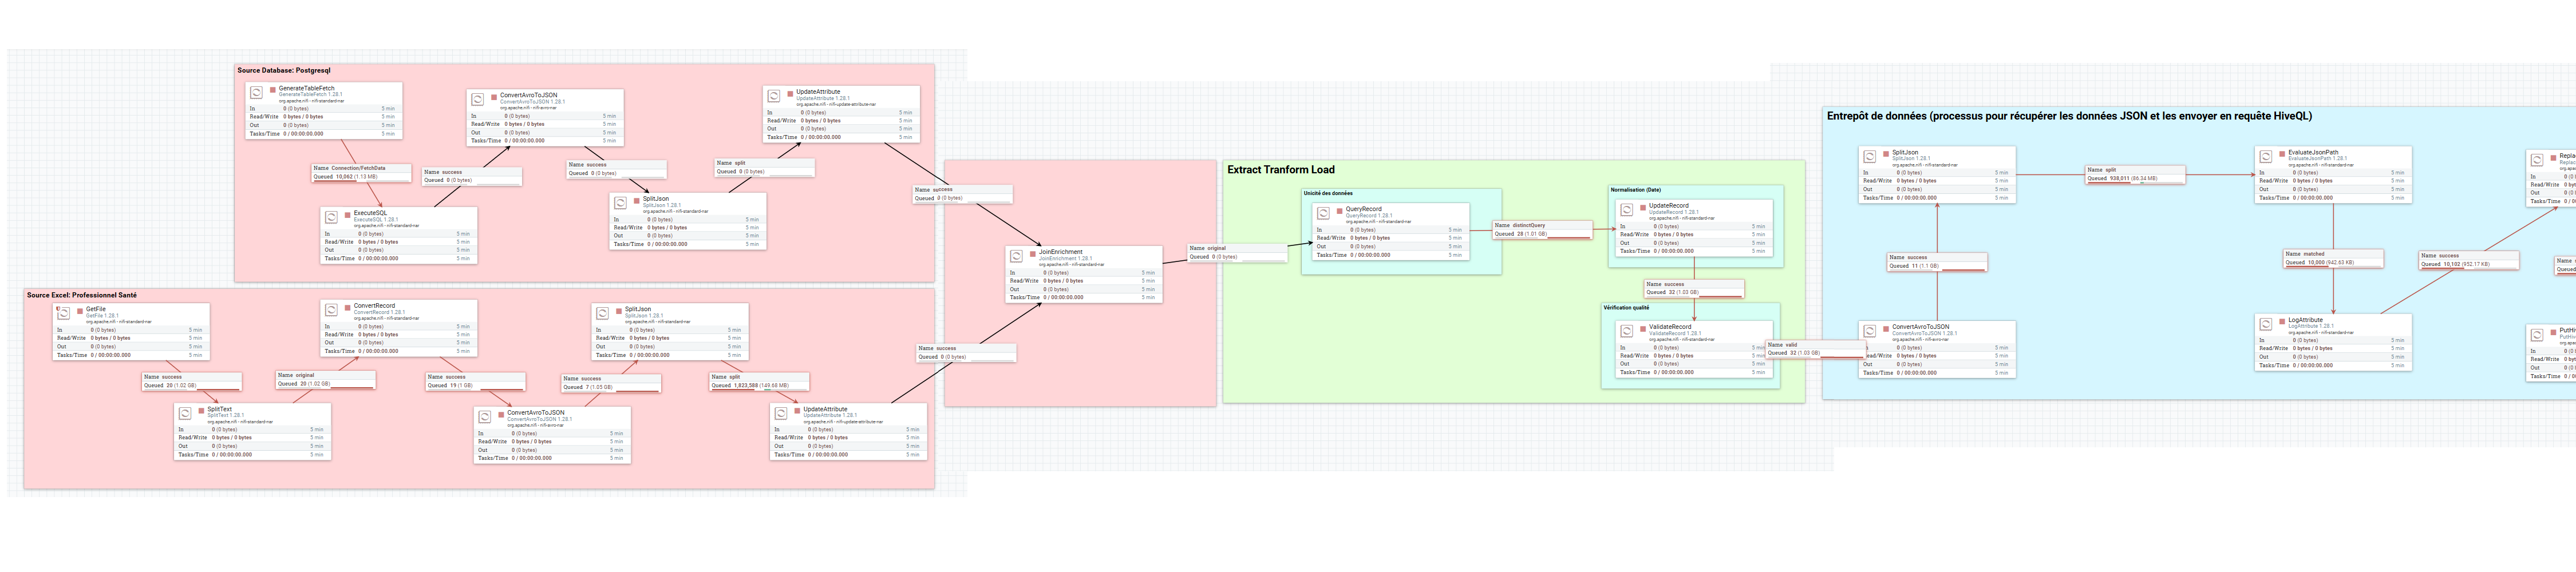 Source Database: Postgresql
GenerateTableFetch
GenerateTableFetch 1.28.1
org.apache.nifi - nifi-standard-nar
In 0 (0 bytes) 5 min
Read/Write 0 bytes / 0 bytes 5 min
Out 0 (0 bytes) 5 min
Tasks/Time 0 / 00:00:00.000 5 min
Name Connection/FetchData
Queued 10,062 (1.13 MB)
ExecuteSQL
ExecuteSQL 1.28.1
org.apache.nifi - nifi-standard-nar
In 0 (0 bytes) 5 min
Read/Write 0 bytes / 0 bytes 5 min
Out 0 (0 bytes) 5 min
Tasks/Time 0 / 00:00:00.000 5 min
Name success
Queued 0 (0 bytes)
ConvertAvroToJSON
ConvertAvroToJSON 1.28.1
org.apache.nifi - nifi-avro-nar
In 0 (0 bytes) 5 min
Read/Write 0 bytes / 0 bytes 5 min
Out 0 (0 bytes) 5 min
Tasks/Time 0 / 00:00:00.000 5 min
Name success
Queued 0 (0 bytes)
SplitJson
SplitJson 1.28.1
org.apache.nifi - nifi-standard-nar
In 0 (0 bytes) 5 min
Read/Write 0 bytes / 0 bytes 5 min
Out 0 (0 bytes) 5 min
Tasks/Time 0 / 00:00:00.000 5 min
Name split
Queued 0 (0 bytes)
UpdateAttribute
UpdateAttribute 1.28.1
org.apache.nifi - nifi-update-attribute-nar
In 0 (0 bytes) 5 min
Read/Write 0 bytes / 0 bytes 5 min
Out 0 (0 bytes) 5 min
Tasks/Time 0 / 00:00:00.000 5 min
Name success
Queued 0 (0 bytes)
Source Excel: Professionnel Santé
GetFile
GetFile 1.28.1
org.apache.nifi - nifi-standard-nar
In 0 (0 bytes) 5 min
Read/Write 0 bytes / 0 bytes 5 min
Out 0 (0 bytes) 5 min
Tasks/Time 0 / 00:00:00.000 5 min
Name success
Queued 20 (1.02 GB)
SplitText
SplitText 1.28.1
org.apache.nifi - nifi-standard-nar
In 0 (0 bytes) 5 min
Read/Write 0 bytes / 0 bytes 5 min
Out 0 (0 bytes) 5 min
Tasks/Time 0 / 00:00:00.000 5 min
Name original
Queued 20 (1.02 GB)
ConvertRecord
ConvertRecord 1.28.1
org.apache.nifi - nifi-standard-nar
In 0 (0 bytes) 5 min
Read/Write 0 bytes / 0 bytes 5 min
Out 0 (0 bytes) 5 min
Tasks/Time 0 / 00:00:00.000 5 min
Name success
Queued 19 (1 GB)
ConvertAvroToJSON
ConvertAvroToJSON 1.28.1
org.apache.nifi - nifi-avro-nar
In 0 (0 bytes) 5 min
Read/Write 0 bytes / 0 bytes 5 min
Out 0 (0 bytes) 5 min
Tasks/Time 0 / 00:00:00.000 5 min
Name success
Queued 7 (1.05 GB)
SplitJson
SplitJson 1.28.1
org.apache.nifi - nifi-standard-nar
In 0 (0 bytes) 5 min
Read/Write 0 bytes / 0 bytes 5 min
Out 0 (0 bytes) 5 min
Tasks/Time 0 / 00:00:00.000 5 min
Name split
Queued 1,823,588 (149.68 MB)
UpdateAttribute
UpdateAttribute 1.28.1
org.apache.nifi - nifi-update-attribute-nar
In 0 (0 bytes) 5 min
Read/Write 0 bytes / 0 bytes 5 min
Out 0 (0 bytes) 5 min
Tasks/Time 0 / 00:00:00.000 5 min
Name success
Queued 0 (0 bytes)
JoinEnrichment
JoinEnrichment 1.28.1
org.apache.nifi - nifi-standard-nar
In 0 (0 bytes) 5 min
Read/Write 0 bytes / 0 bytes 5 min
Out 0 (0 bytes) 5 min
Tasks/Time 0 / 00:00:00.000 5 min
Name original
Queued 0 (0 bytes)
Extract Tranform Load
Unicité des données
QueryRecord
QueryRecord 1.28.1
org.apache.nifi - nifi-standard-nar
In 0 (0 bytes) 5 min
Read/Write 0 bytes / 0 bytes 5 min
Out 0 (0 bytes) 5 min
Tasks/Time 0 / 00:00:00.000 5 min
Name distinctQuery
Queued 28 (1.01 GB)
Normalisation (Date)
UpdateRecord
UpdateRecord 1.28.1
org.apache.nifi - nifi-standard-nar
In 0 (0 bytes) 5 min
Read/Write 0 bytes / 0 bytes 5 min
Out 0 (0 bytes) 5 min
Tasks/Time 0 / 00:00:00.000 5 min
Name success
Queued 32 (1.03 GB)
Vérification qualité
ValidateRecord
ValidateRecord 1.28.1
org.apache.nifi - nifi-standard-nar
In 0 (0 bytes) 5 min
Read/Write 0 bytes / 0 bytes 5 min
Out 0 (0 bytes) 5 min
Tasks/Time 0 / 00:00:00.000 5 min
Name valid
Queued 32 (1.03 GB)
Entrepôt de données (processus pour récupérer les données JSON et les envoyer en requête HiveQL)
SplitJson
SplitJson 1.28.1
org.apache.nifi - nifi-standard-nar
In 0 (0 bytes) 5 min
Read/Write 0 bytes / 0 bytes 5 min
Out 0 (0 bytes) 5 min
Tasks/Time 0 / 00:00:00.000 5 min
Name success
Queued 11 (1.1 GB)
ConvertAvroToJSON
ConvertAvroToJSON 1.28.1
org.apache.nifi - nifi-avro-nar
In 0 (0 bytes) 5 min
Read/Write 0 bytes / 0 bytes 5 min
Out 0 (0 bytes) 5 min
Tasks/Time 0 / 00:00:00.000 5 min
Name split
Queued 938,011 (86.34 MB)
EvaluateJsonPath
EvaluateJsonPath 1.28.1
org.apache.nifi - nifi-standard-nar
In 0 (0 bytes) 5 min
Read/Write 0 bytes / 0 bytes 5 min
Out 0 (0 bytes) 5 min
Tasks/Time 0 / 00:00:00.000 5 min
Name matched
Queued 10,000 (942.63 KB)
LogAttribute
LogAttribute 1.28.1
org.apache.nifi - nifi-standard-nar
In 0 (0 bytes) 5 min
Read/Write 0 bytes / 0 bytes 5 min
Out 0 (0 bytes) 5 min
Tasks/Time 0 / 00:00:00.000 5 min
Name success
Queued 10,102 (952.17 KB)